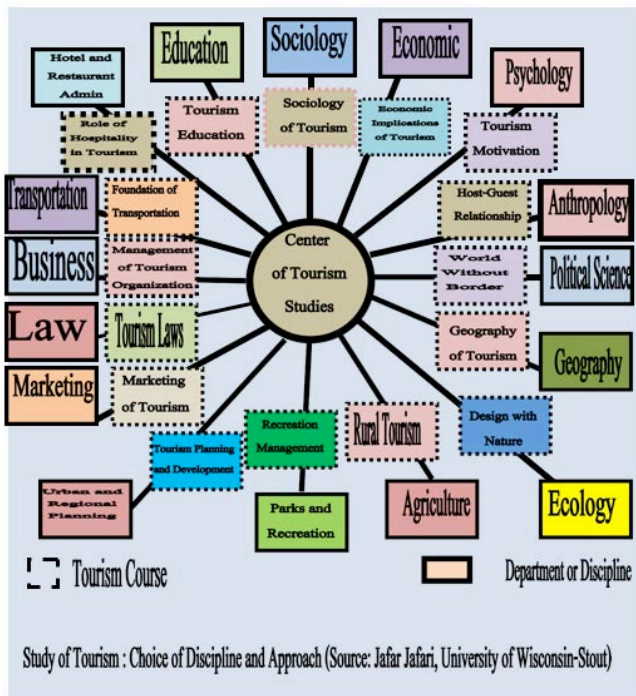 Hotel and
Restaurant
Admin
Education
Sociology
Economic
Psychology
Role of
Hospitality
in Tourism
Tourism
Education
Sociology
of Tourism
Economic
Implications
of Tourism
Tourism
Motivation
Transportation
Foundation of
Transportation
Host-Guest
Relationship
Anthropology
Business
Management
of Tourism
Organization
Center
of Tourism
Studies
World
Without
Border
Political Science
Law
Tourism Laws
Geography
of Tourism
Geography
Marketing
Marketing
of Tourism
Tourism Planning
and Development
Recreation
Management
Rural Tourism
Design with
Nature
Urban and
Regional
Planning
Parks and
Recreation
Agriculture
Ecology
Tourism Course
Department or Discipline
Study of Tourism : Choice of Discipline and Approach (Source: Jafar Jafari, University of Wisconsin-Stout)